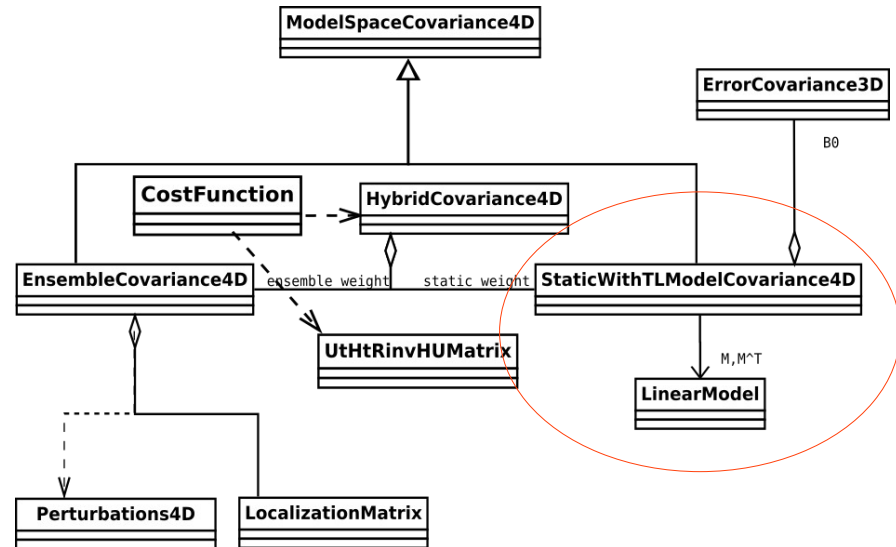 ModelSpaceCovariance4D
ErrorCovariance3D
B0
CostFunction
HybridCovariance4D
EnsembleCovariance4D
ensemble weight
static weight
StaticWithTLModelCovariance4D
UtHtRinvHUMatrix
M,M^T
LinearModel
Perturbations4D
LocalizationMatrix